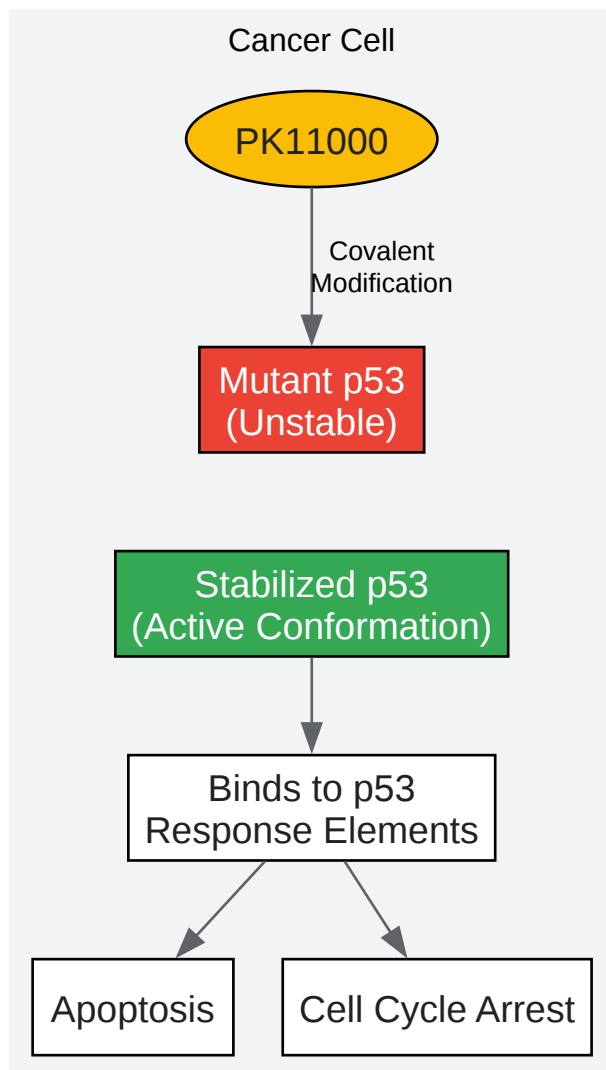 Cancer Cell
PK11000
Covalent
Modification
Mutant p53
(Unstable)
Stabilized p53
(Active Conformation)
Binds to p53
Response Elements
Apoptosis
Cell Cycle Arrest